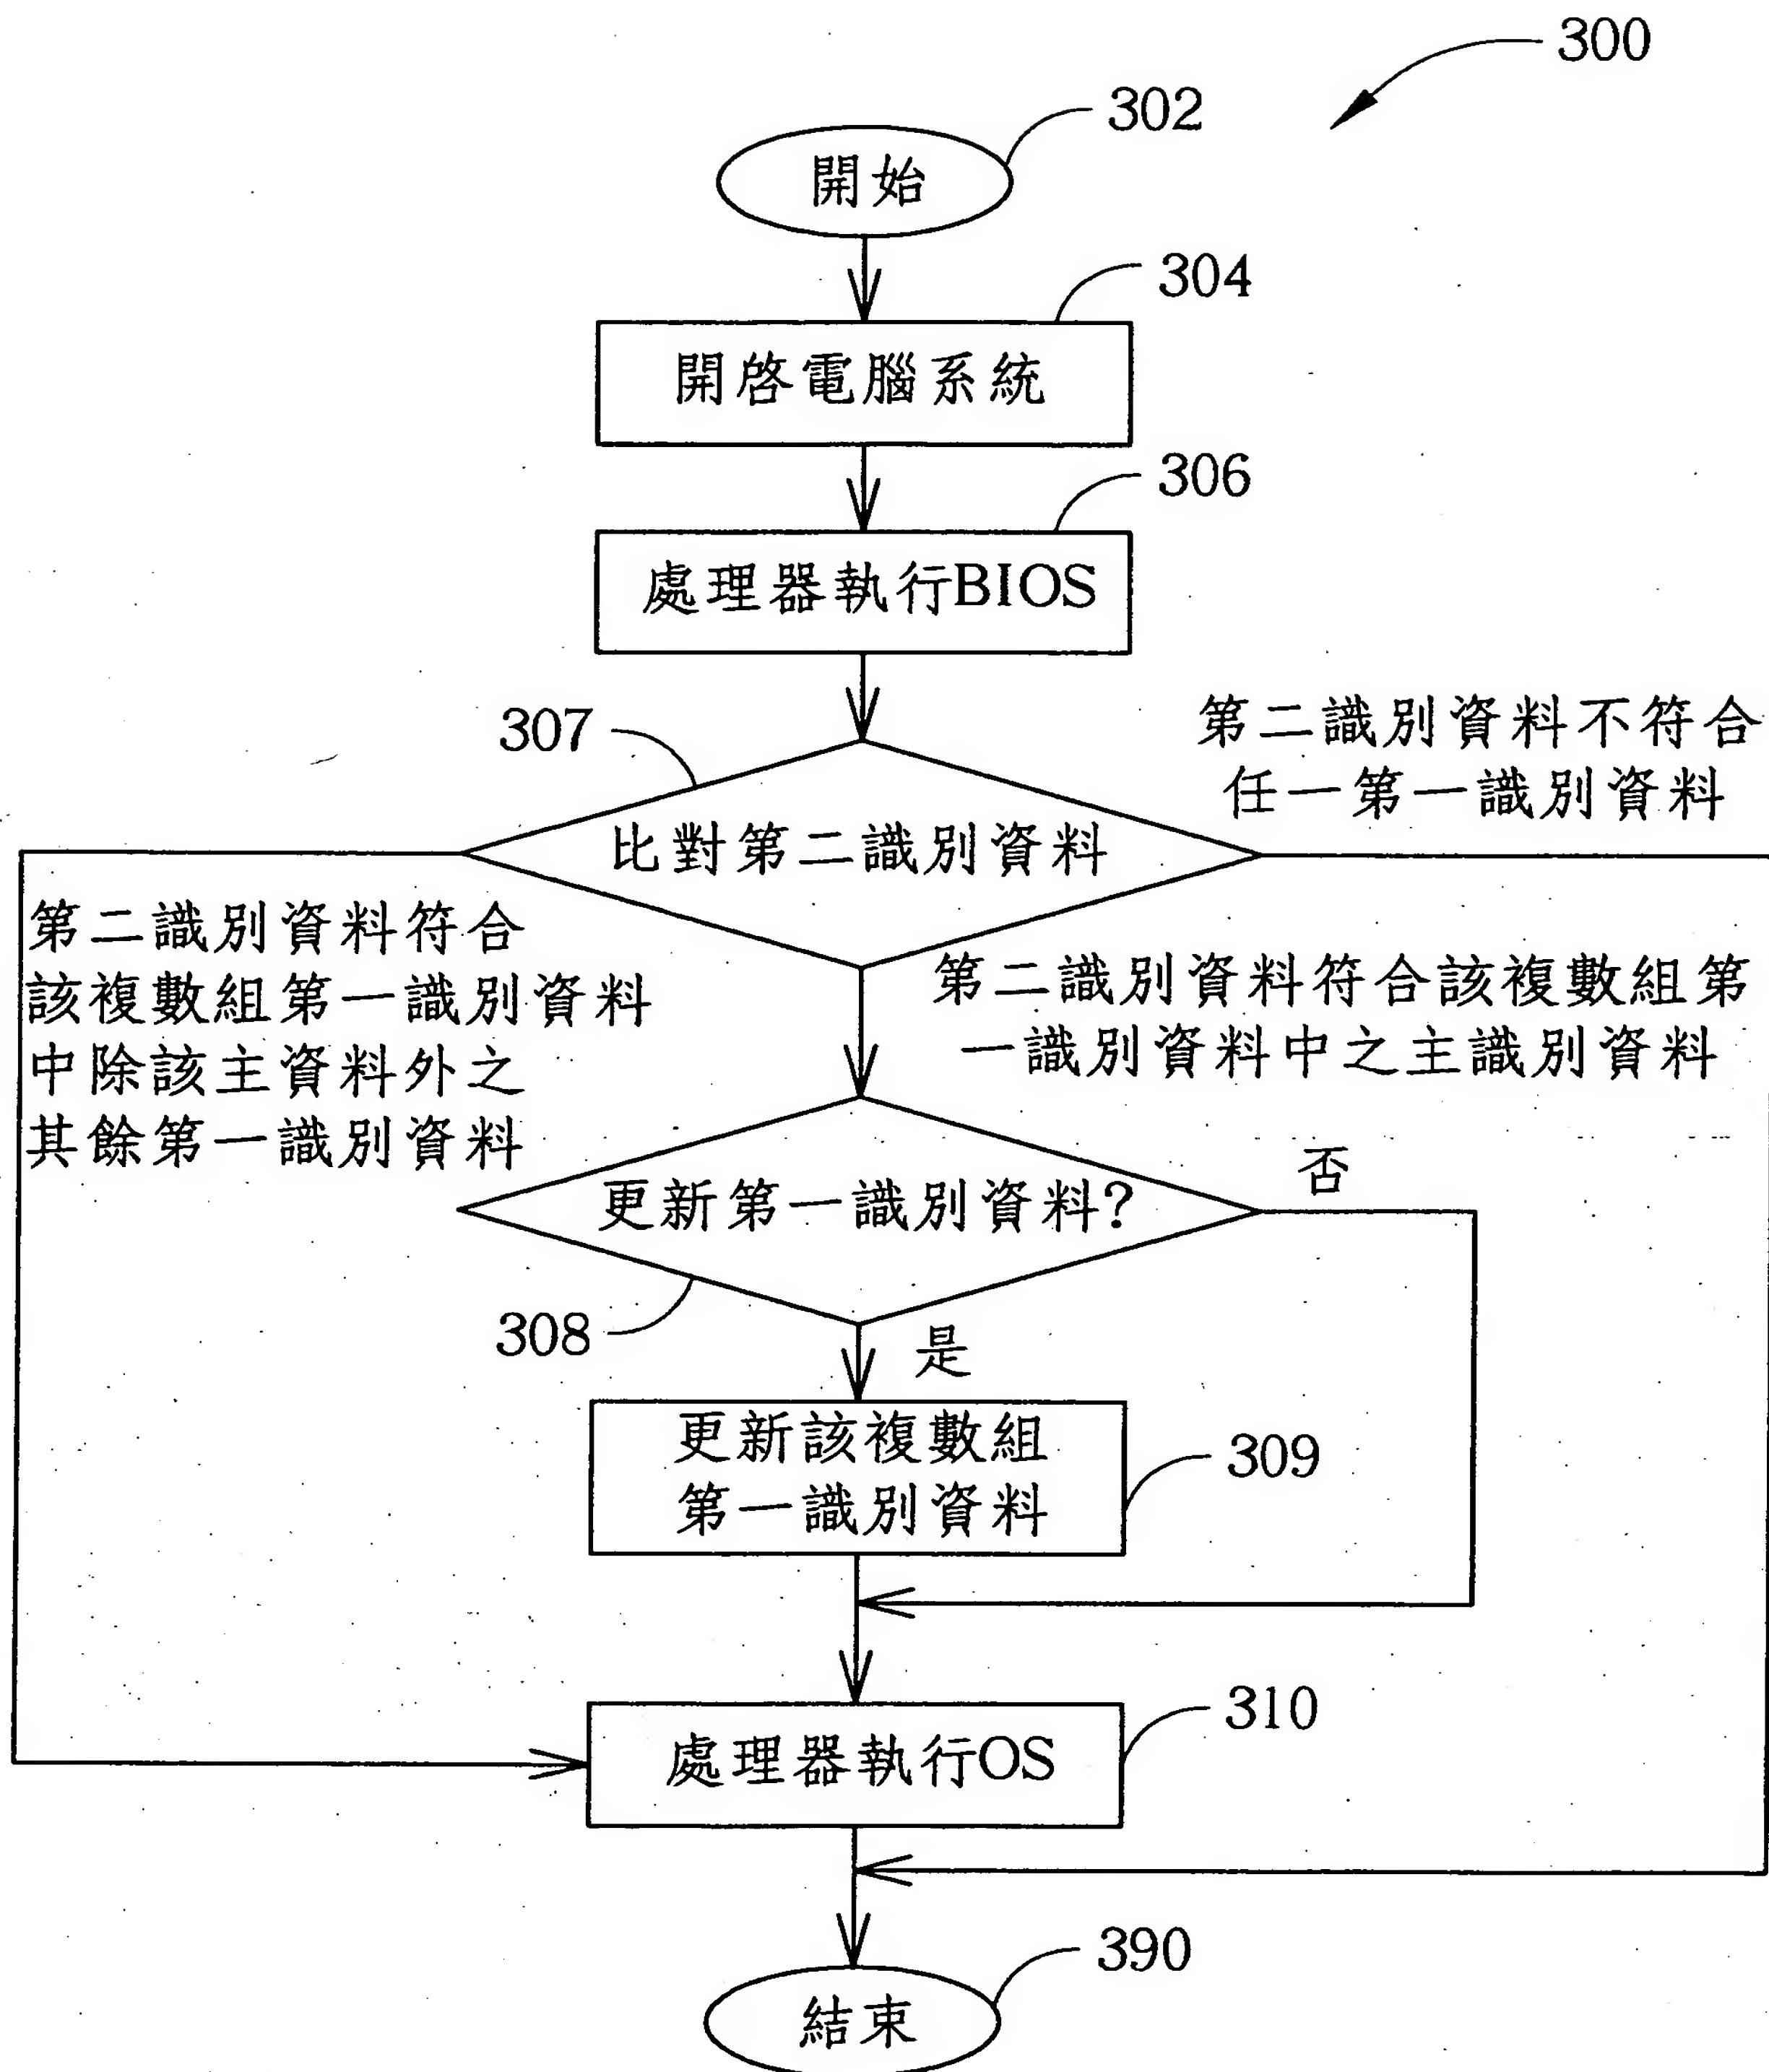 300
302
開始
304
開啓電腦系統
306
處理器執行BIOS
307
比對第二識別資料
第二識別資料不符合
任一第一識別資料
第二識別資料符合
該複數組第一識別資料
中除該主資料外之
其餘第一識別資料
第二識別資料符合該複數組第
一識別資料中之主識別資料
更新第一識別資料?
否
308
是
更新該複數組
第一識別資料
309
處理器執行OS
310
結束
390